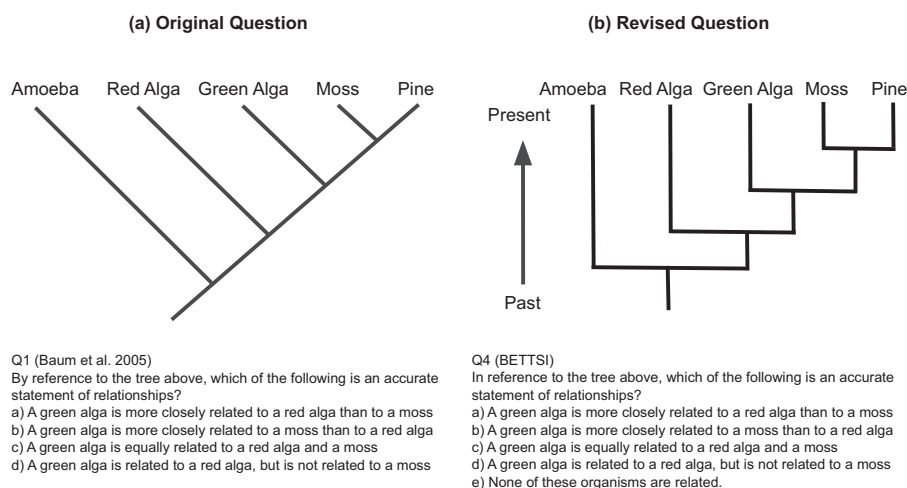 (a) Original Question
Amoeba Red Alga Green Alga Moss Pine
Q1 (Baum et al. 2005)
By reference to the tree above, which of the following is an accurate
statement of relationships?
a) A green alga is more closely related to a red alga than to a moss
b) A green alga is more closely related to a moss than to a red alga
c) A green alga is equally related to a red alga and a moss
d) A green alga is related to a red alga, but is not related to a moss
(b) Revised Question
Amoeba Red Alga Green Alga Moss Pine
Present
Past
Q4 (BETTSI)
In reference to the tree above, which of the following is an accurate
statement of relationships?
a) A green alga is more closely related to a red alga than to a moss
b) A green alga is more closely related to a moss than to a red alga
c) A green alga is equally related to a red alga and a moss
d) A green alga is related to a red alga, but is not related to a moss
e) None of these organisms are related.